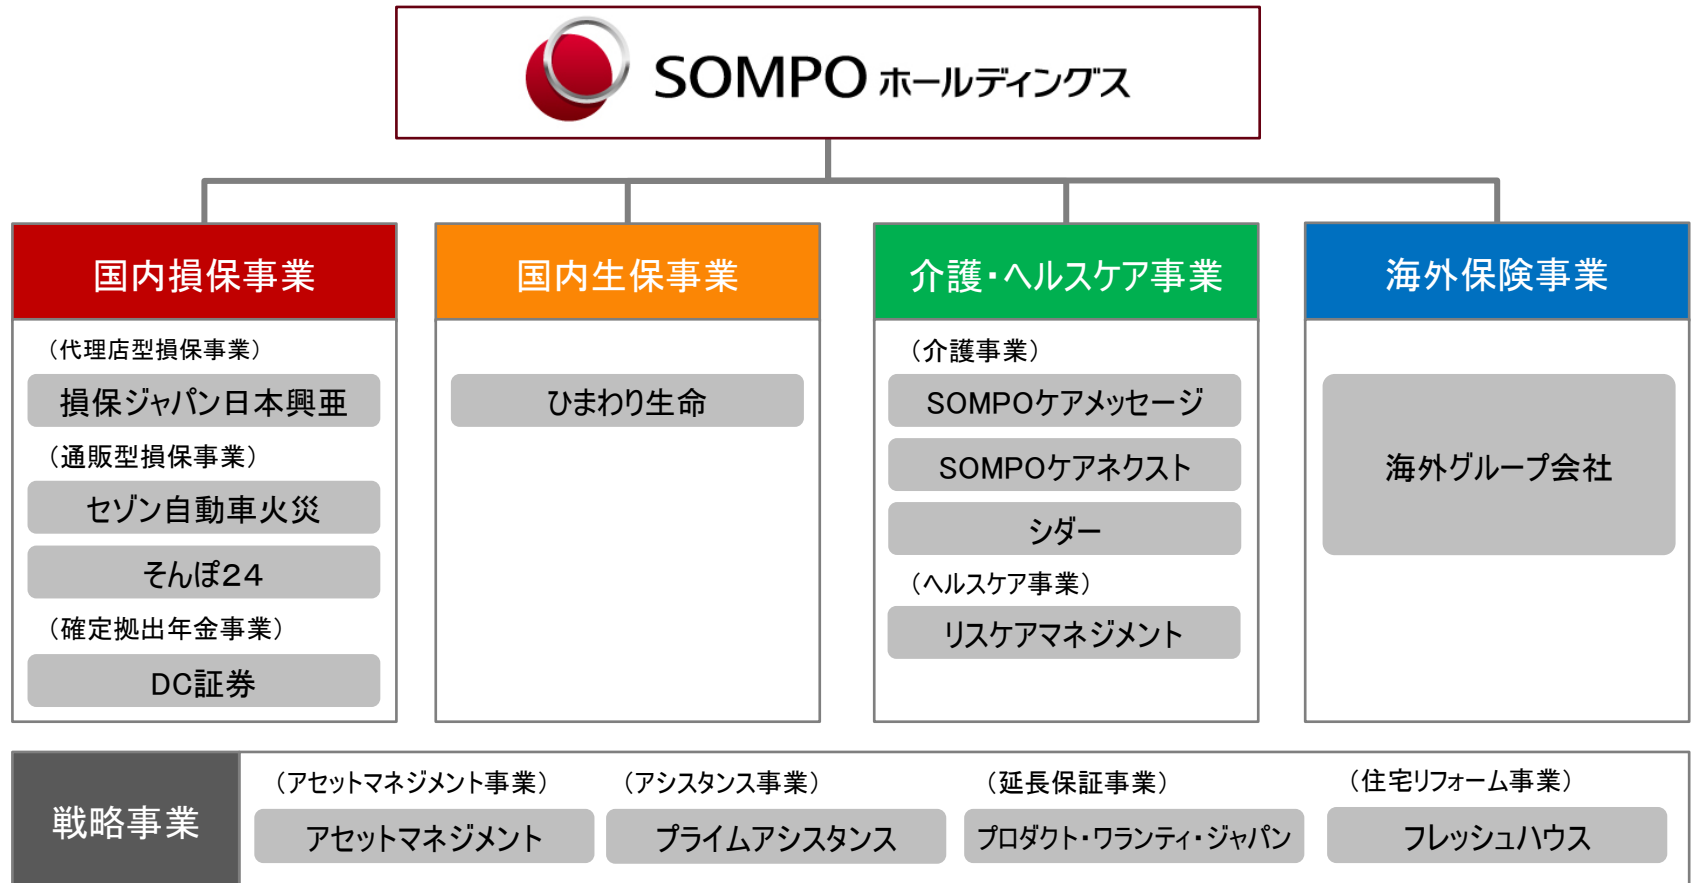 SOMPO ホールディングス
国内損保事業
(代理店型損保事業)
損保ジャパン日本興亜
(通販型損保事業)
セゾン自動車火災
そんぽ24
(確定拠出年金事業)
DC証券
国内生保事業
ひまわり生命
介護・ヘルスケア事業
(介護事業)
SOMPOケアメッセージ
SOMPOケアネクスト
シダー
(ヘルスケア事業)
リスケアマネジメント
海外保険事業
海外グループ会社
戦略事業
(アセットマネジメント事業)
アセットマネジメント
(アシスタンス事業)
プライムアシスタンス
(延長保証事業)
プロダクト・ワランティ・ジャパン
(住宅リフォーム事業)
フレッシュハウス